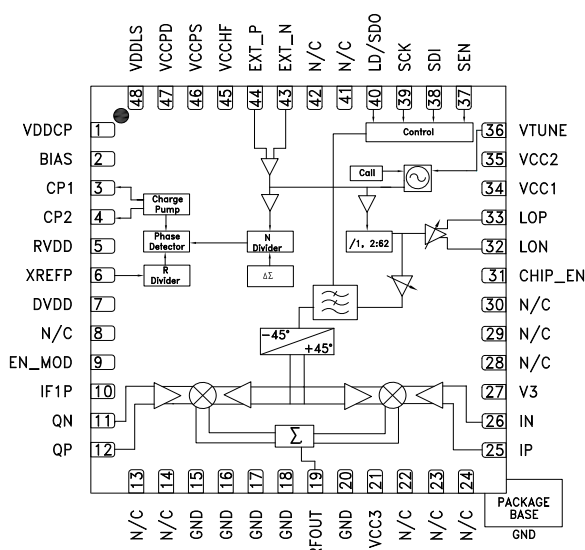 VDDLS
VCCPD
VCCPS
VCCHF
EXT_P
EXT_N
N/C
N/C
LD/SDO
SCK
SDI
SEN
48
47
46
45
44
43
42
41
40
39
38
37
VDDCP 1
BIAS 2
CP1 3
CP2 4
RVDD 5
XREFP 6
DVDD 7
N/C 8
EN_MOD 9
IF1P 10
QN 11
QP 12
Control
Call
Charge
Pump
Phase
Detector
R
Divider
N
Divider
ΔΣ
/1, 2:62
-45°
+45°
Σ
36 VTUNE
35 VCC2
34 VCC1
33 LOP
32 LON
31 CHIP_EN
30 N/C
29 N/C
28 N/C
27 V3
26 IN
25 IP
13
14
15
16
17
18
19
20
21
22
23
24
N/C
N/C
GND
GND
GND
GND
RFOUT
GND
VCC3
N/C
N/C
N/C
PACKAGE
BASE
GND